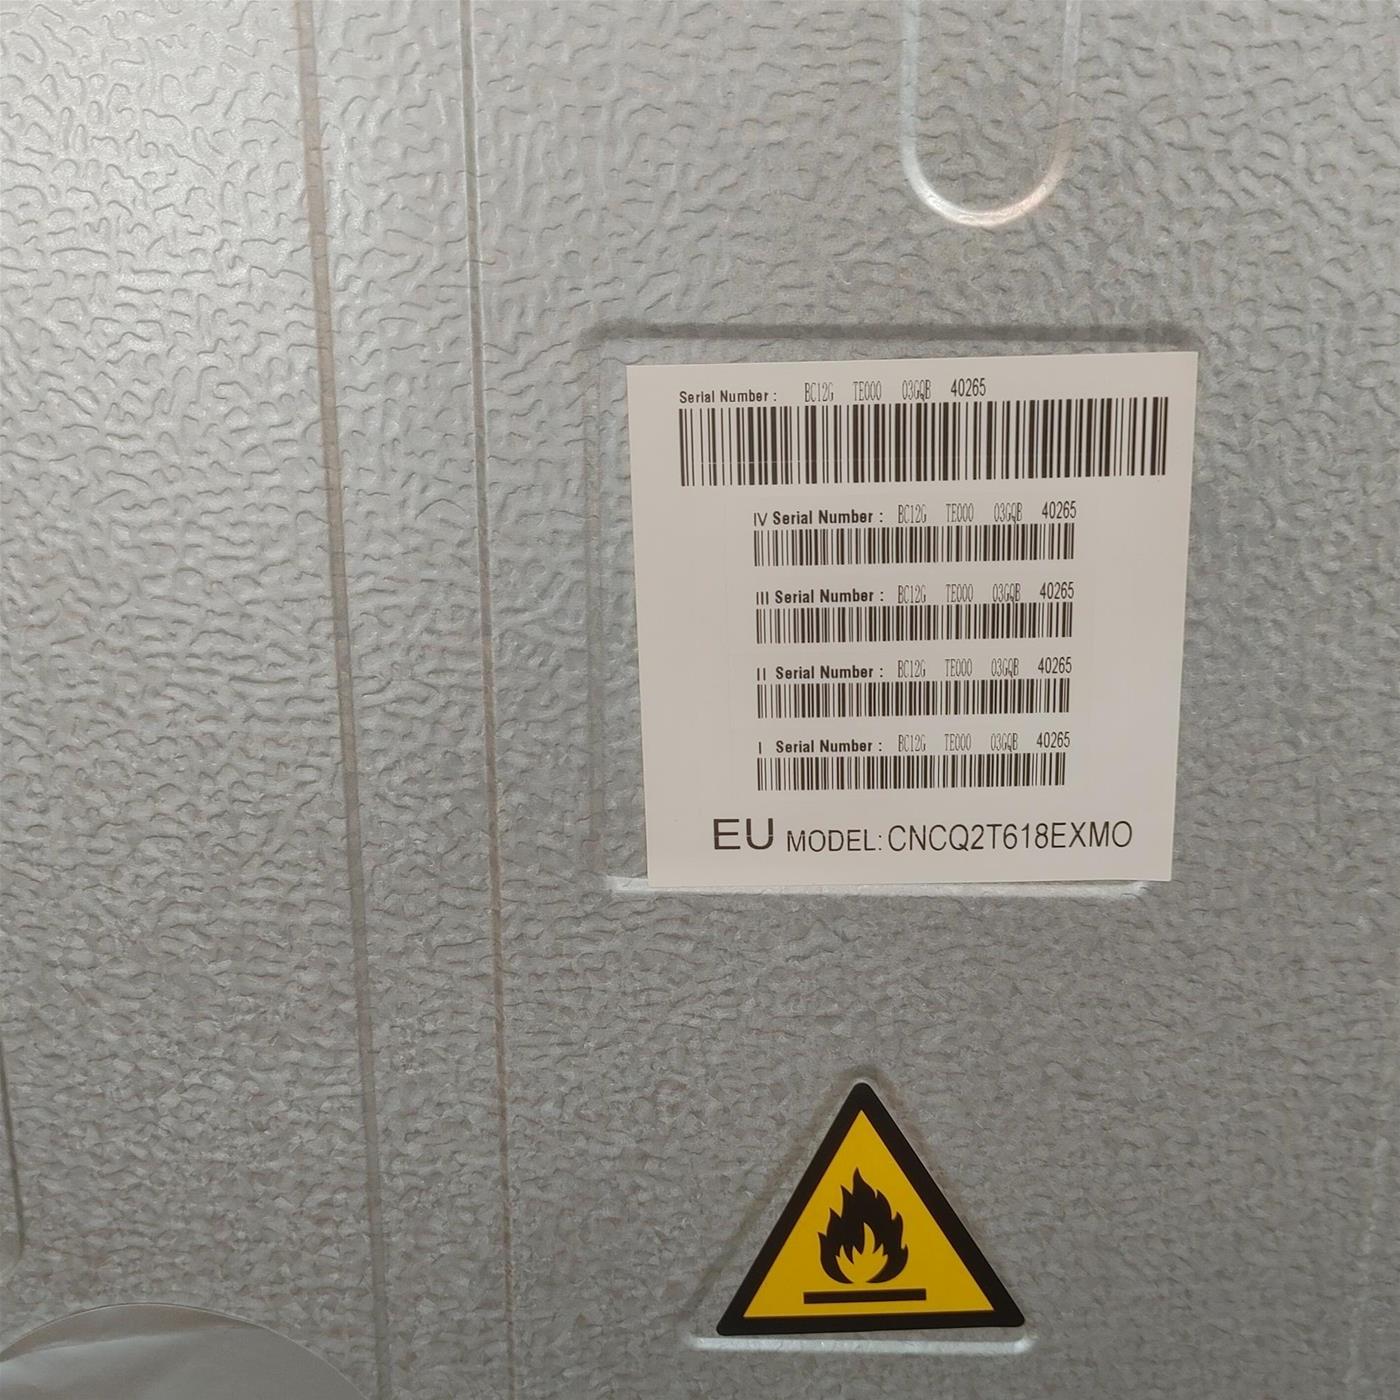 Serial Number : BC12G TE000 03GQB 40265
IV Serial Number : BC12G TE000 03GQB 40265
III Serial Number : BC12G TE000 03GQB 40265
II Serial Number : BC12G TE000 03GQB 40265
I Serial Number : BC12G TE000 03GQB 40265
EU MODEL: CNCQ2T618EXMO